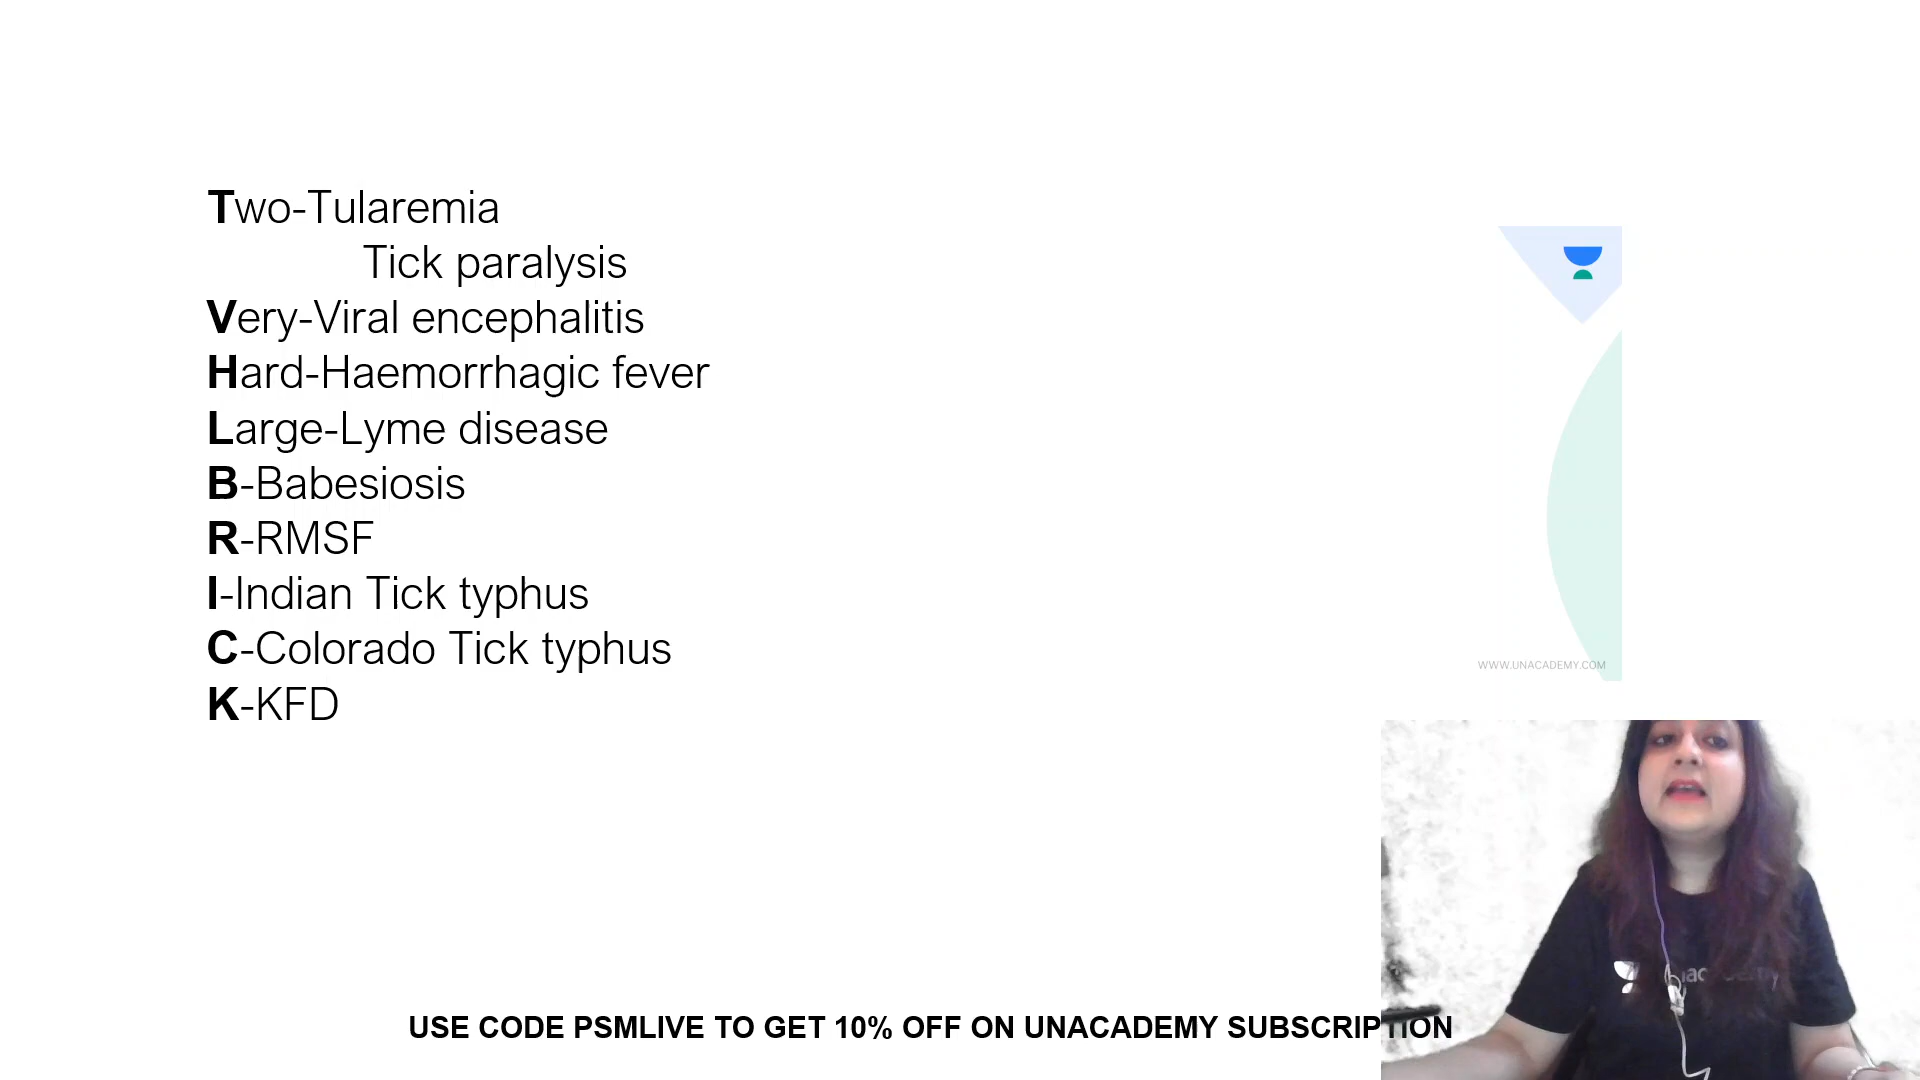 Two-Tularemia
Tick paralysis
Very-Viral encephalitis
Hard-Haemorrhagic fever
Large-Lyme disease
B-Babesiosis
R-RMSF
I-Indian Tick typhus
C-Colorado Tick typhus
K-KFD
WWW.UNACADEMY.COM
USE CODE PSMLIVE TO GET 10% OFF ON UNACADEMY SUBSCRIPTION